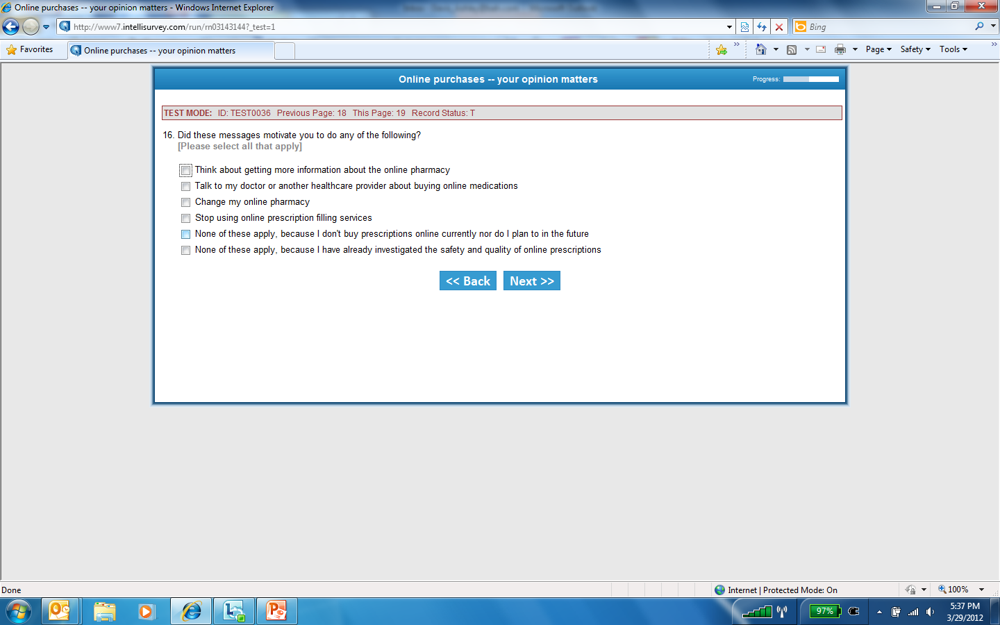 Online purchases -- your opinion matters - Windows Internet Explorer
http://www7.intellisurvey.com/run/rn03143144?_test=1
Bing
Favorites
Online purchases -- your opinion matters
Page
Safety
Tools
Online purchases -- your opinion matters
Progress:
TEST MODE: ID: TEST0036 Previous Page: 18 This Page: 19 Record Status: T
16. Did these messages motivate you to do any of the following?
[Please select all that apply]
Think about getting more information about the online pharmacy
Talk to my doctor or another healthcare provider about buying online medications
Change my online pharmacy
Stop using online prescription filling services
None of these apply, because I don't buy prescriptions online currently nor do I plan to in the future
None of these apply, because I have already investigated the safety and quality of online prescriptions
<< Back
Next >>
Done
Internet | Protected Mode: On
100%
97%
5:37 PM
3/29/2012